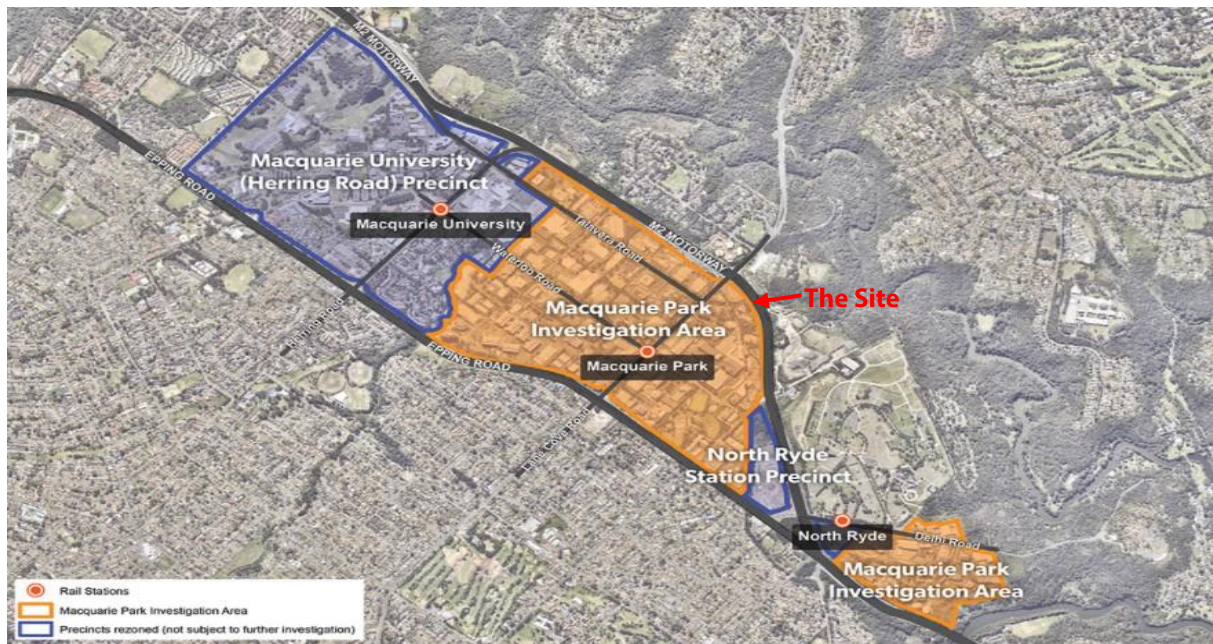 M2 MOTORWAY
EPPING ROAD
Macquarie University
(Herring Road) Precinct
Macquarie University
Talavera Road
M2 MOTORWAY
Waterloo Road
The Site
Macquarie Park
Investigation Area
Macquarie Park
Herring Road
EPPING ROAD
Lane Cove Road
North Ryde
Station Precinct
North Ryde
Delhi Road
Macquarie Park
Investigation Area
Rail Stations
Macquarie Park Investigation Area
Precincts rezoned (not subject to further investigation)